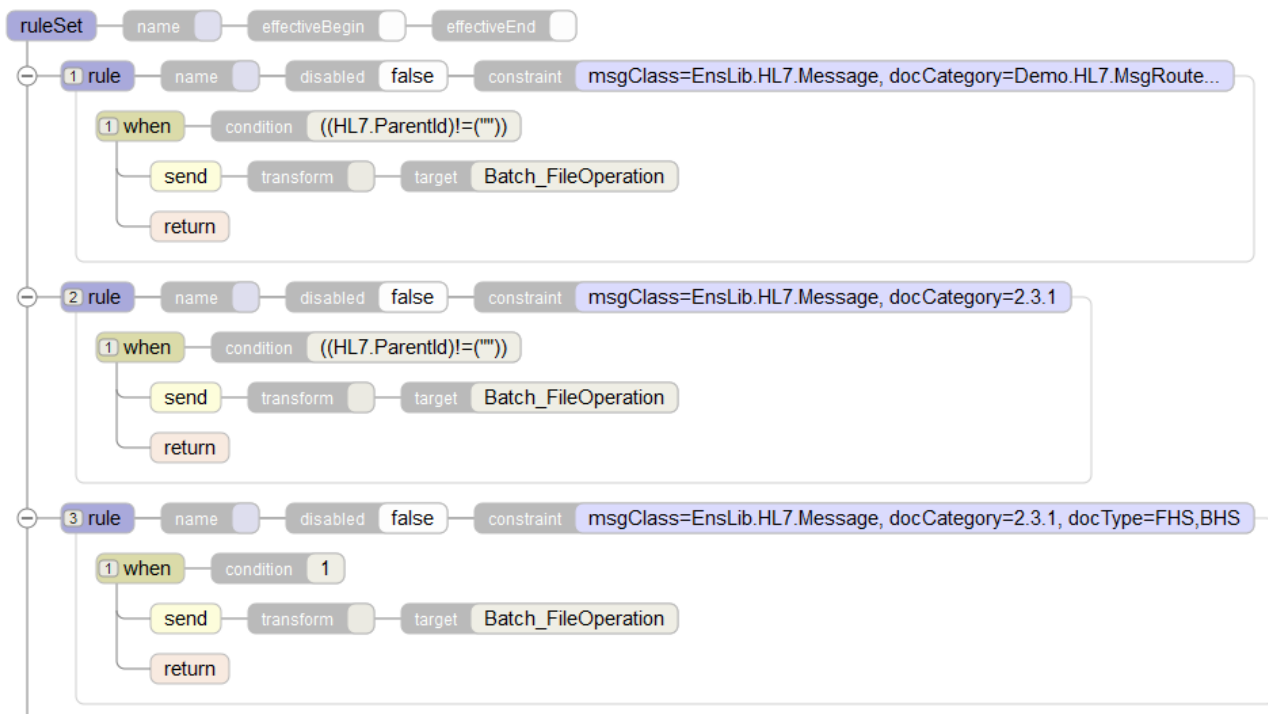 ruleSet name effectiveBegin effectiveEnd
1 rule name disabled false constraint msgClass=EnsLib.HL7.Message, docCategory=Demo.HL7.MsgRoute...
1 when condition ((HL7.ParentId)!=(""))
send transform target Batch_FileOperation
return
2 rule name disabled false constraint msgClass=EnsLib.HL7.Message, docCategory=2.3.1
1 when condition ((HL7.ParentId)!=(""))
send transform target Batch_FileOperation
return
3 rule name disabled false constraint msgClass=EnsLib.HL7.Message, docCategory=2.3.1, docType=FHS,BHS
1 when condition 1
send transform target Batch_FileOperation
return